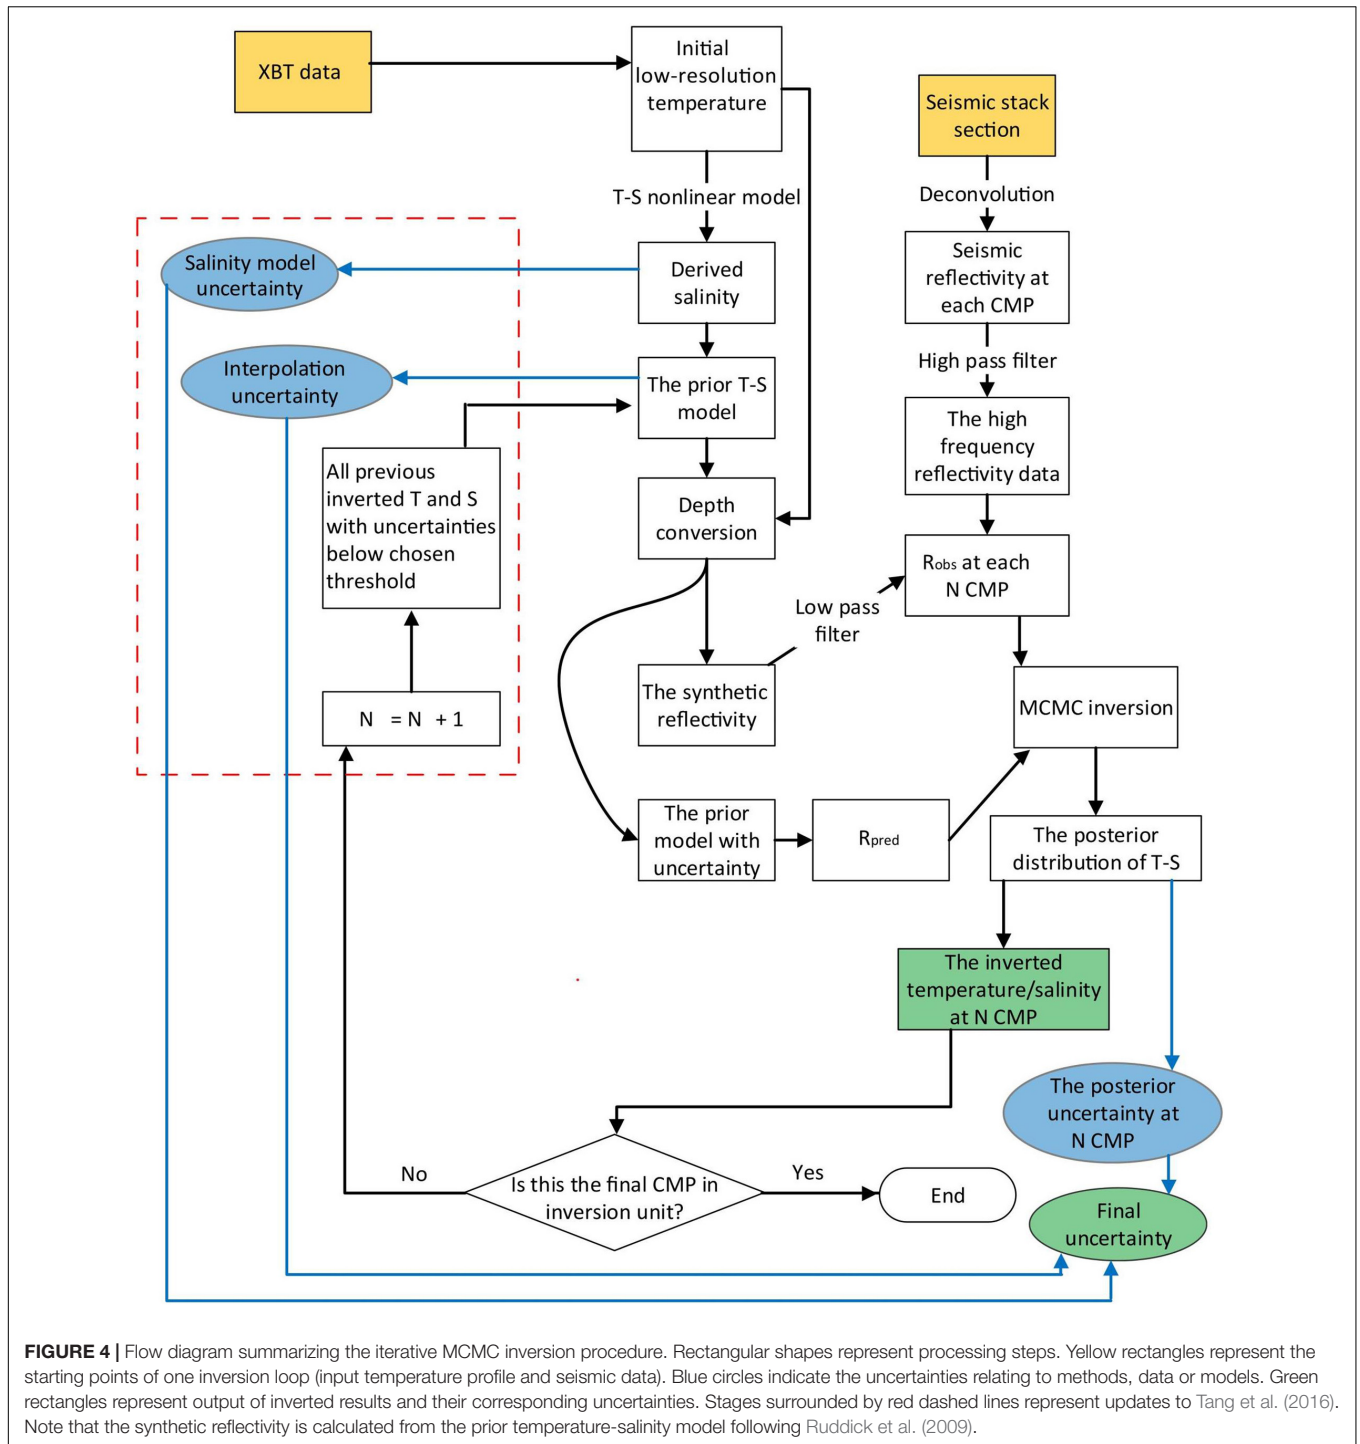 XBT data
Initial
low-resolution
temperature
Seismic stack
section
T-S nonlinear model
Deconvolution
Salinity model
uncertainty
Derived
salinity
Seismic
reflectivity at
each CMP
Interpolation
uncertainty
The prior T-S
model
High pass filter
The high
frequency
reflectivity data
All previous
inverted T and S
with uncertainties
below chosen
threshold
Depth
conversion
Robs at each
N CMP
Low pass
filter
N = N + 1
The synthetic
reflectivity
MCMC inversion
The prior
model with
uncertainty
Rpred
The posterior
distribution of T-S
The inverted
temperature/salinity
at N CMP
The posterior
uncertainty at
N CMP
No
Is this the final CMP in
inversion unit?
Yes
End
Final
uncertainty
FIGURE 4 | Flow diagram summarizing the iterative MCMC inversion procedure. Rectangular shapes represent processing steps. Yellow rectangles represent the
starting points of one inversion loop (input temperature profile and seismic data). Blue circles indicate the uncertainties relating to methods, data or models. Green
rectangles represent output of inverted results and their corresponding uncertainties. Stages surrounded by red dashed lines represent updates to Tang et al. (2016).
Note that the synthetic reflectivity is calculated from the prior temperature-salinity model following Ruddick et al. (2009).